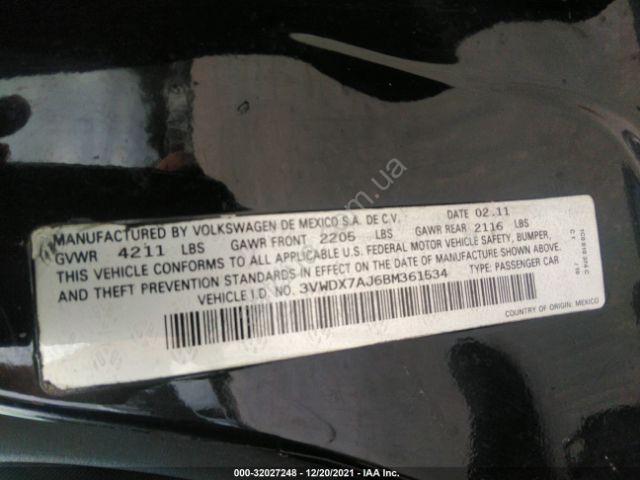 MANUFACTURED BY VOLKSWAGEN DE MEXICO S.A. DE C.V. DATE 02.11
GVWR 4211 LBS GAWR FRONT 2205 LBS GAWR REAR 2116 LBS
THIS VEHICLE CONFORMS TO ALL APPLICABLE U.S. FEDERAL MOTOR VEHICLE SAFETY, BUMPER,
AND THEFT PREVENTION STANDARDS IN EFFECT ON THE DATE OF MANUFACTURE SHOWN ABOVE.
VEHICLE I.D. NO. 3VWDX7AJ6BM361534 TYPE: PASSENGER CAR
COUNTRY OF ORIGIN: MEXICO
000-32027248 - 12/20/2021 - IAA Inc.